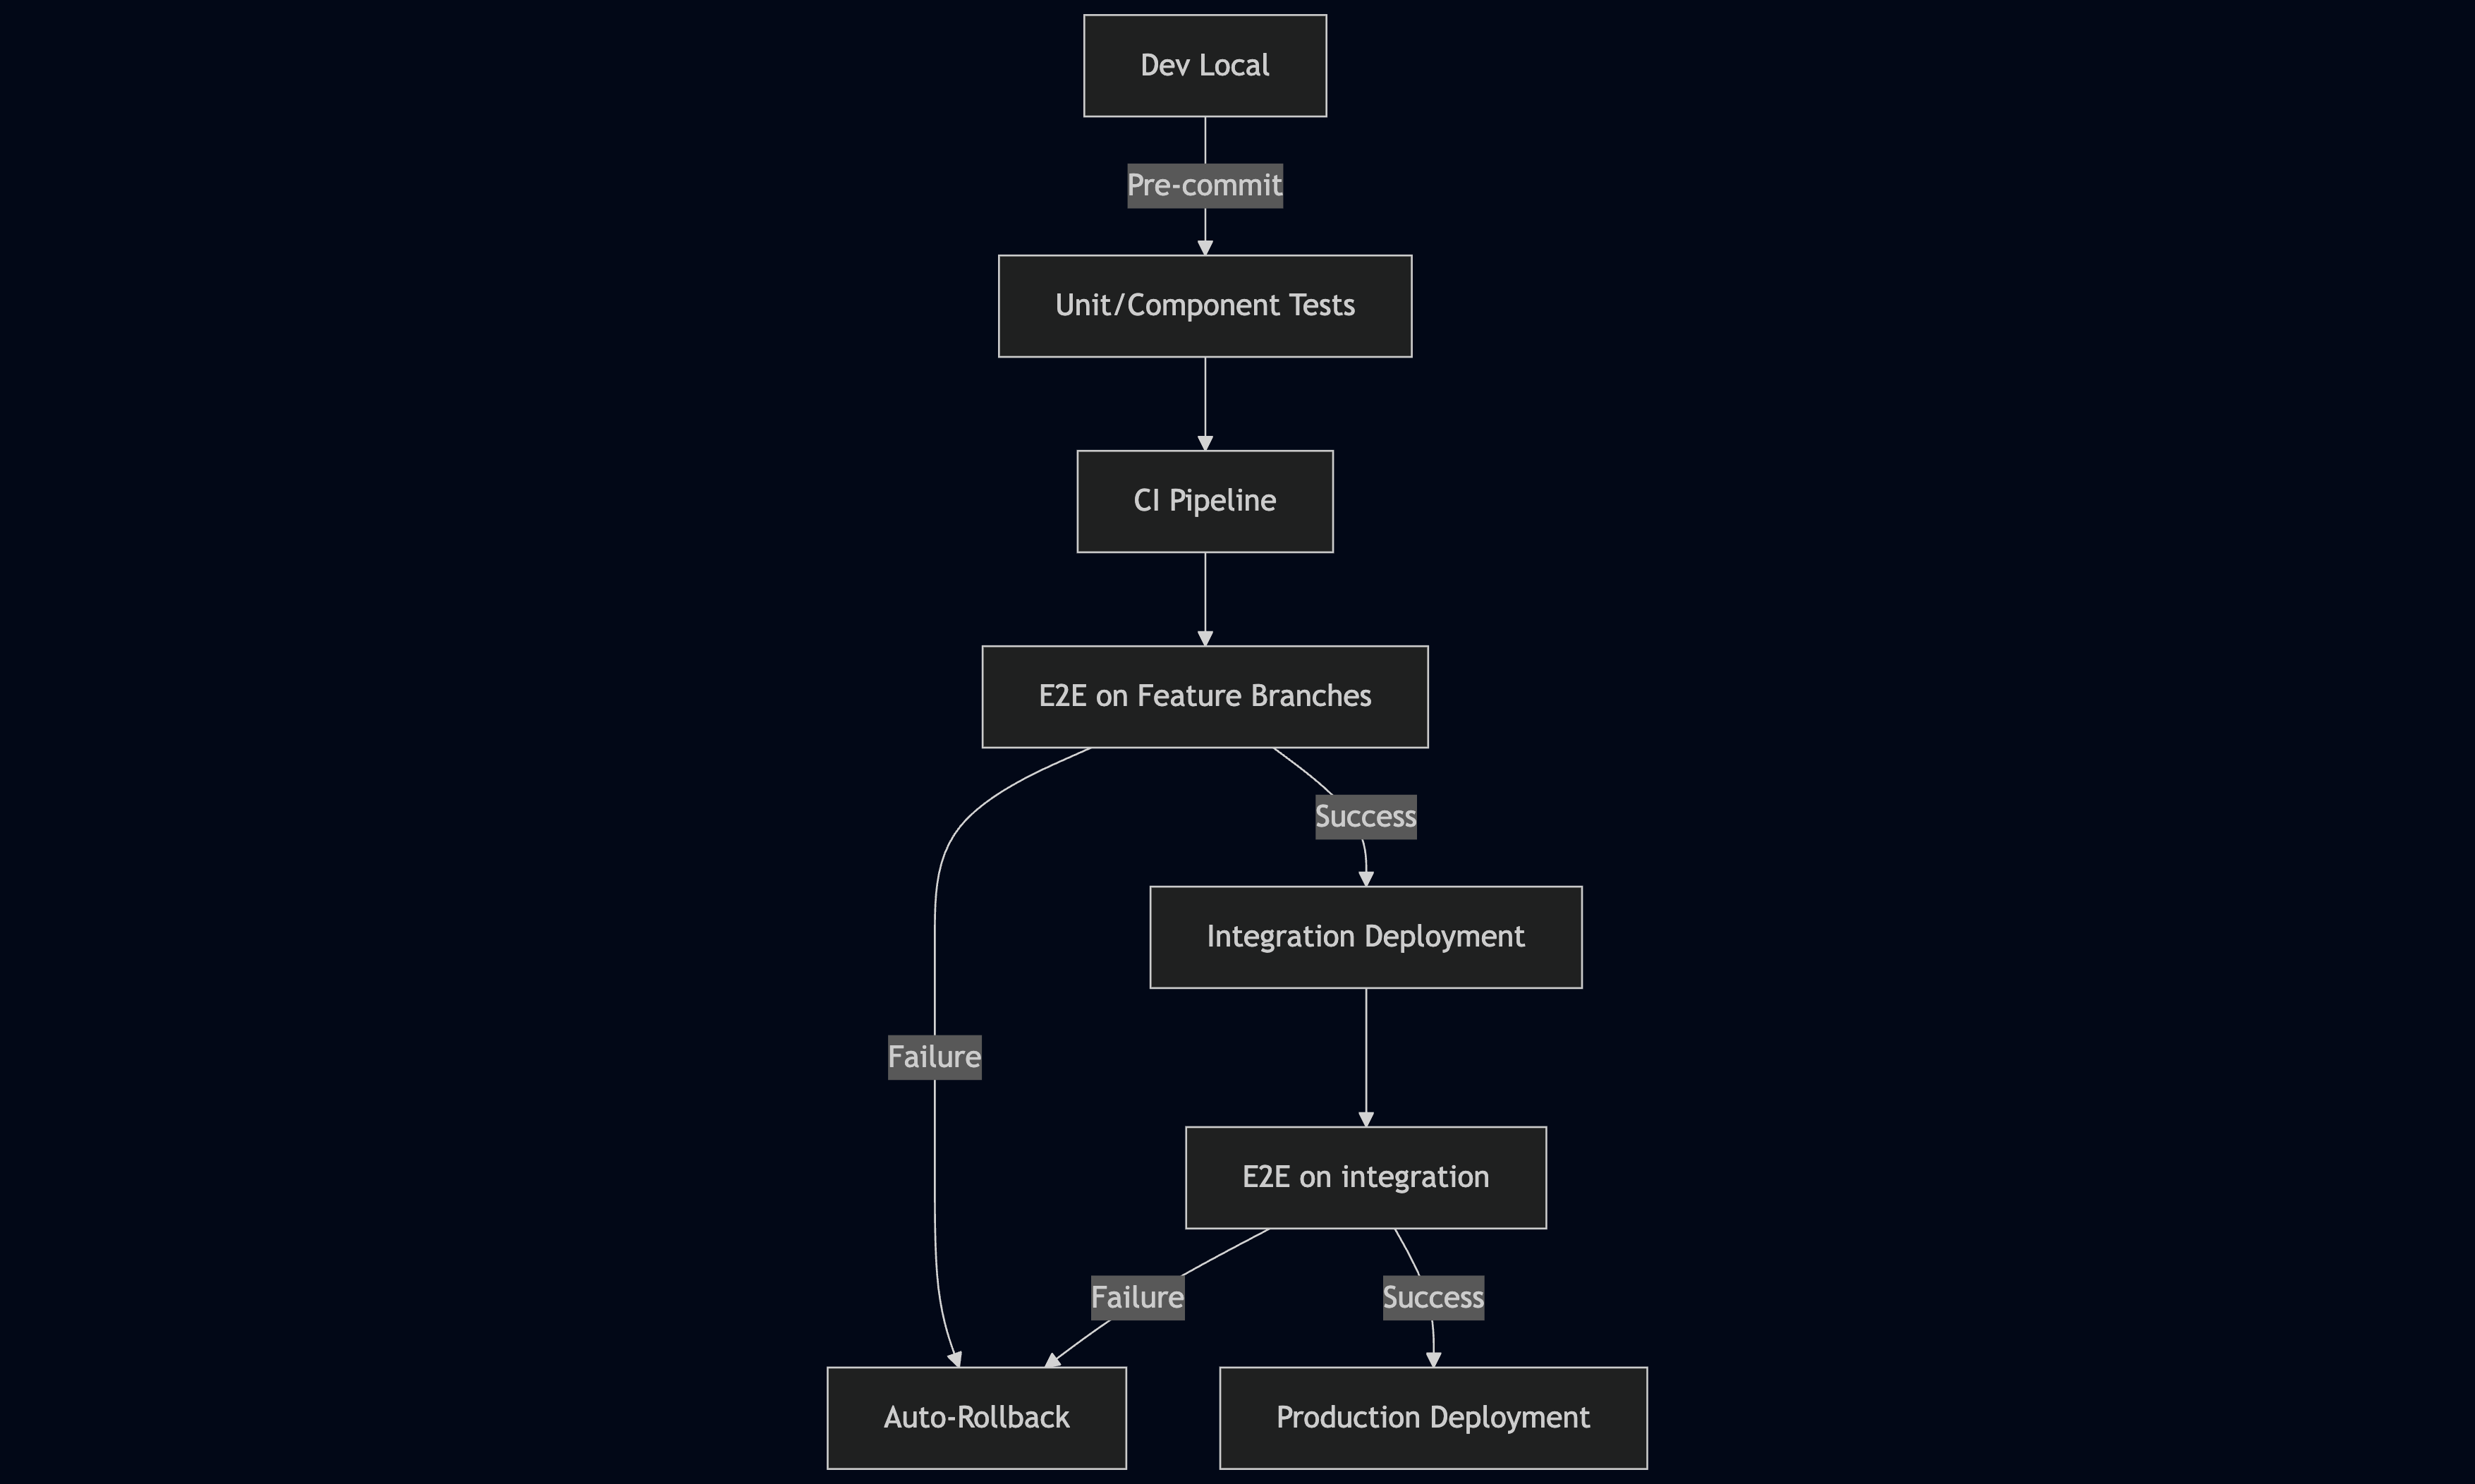 Dev Local
Pre-commit
Unit/Component Tests
CI Pipeline
E2E on Feature Branches
Success
Integration Deployment
Failure
E2E on integration
Failure
Success
Auto-Rollback
Production Deployment